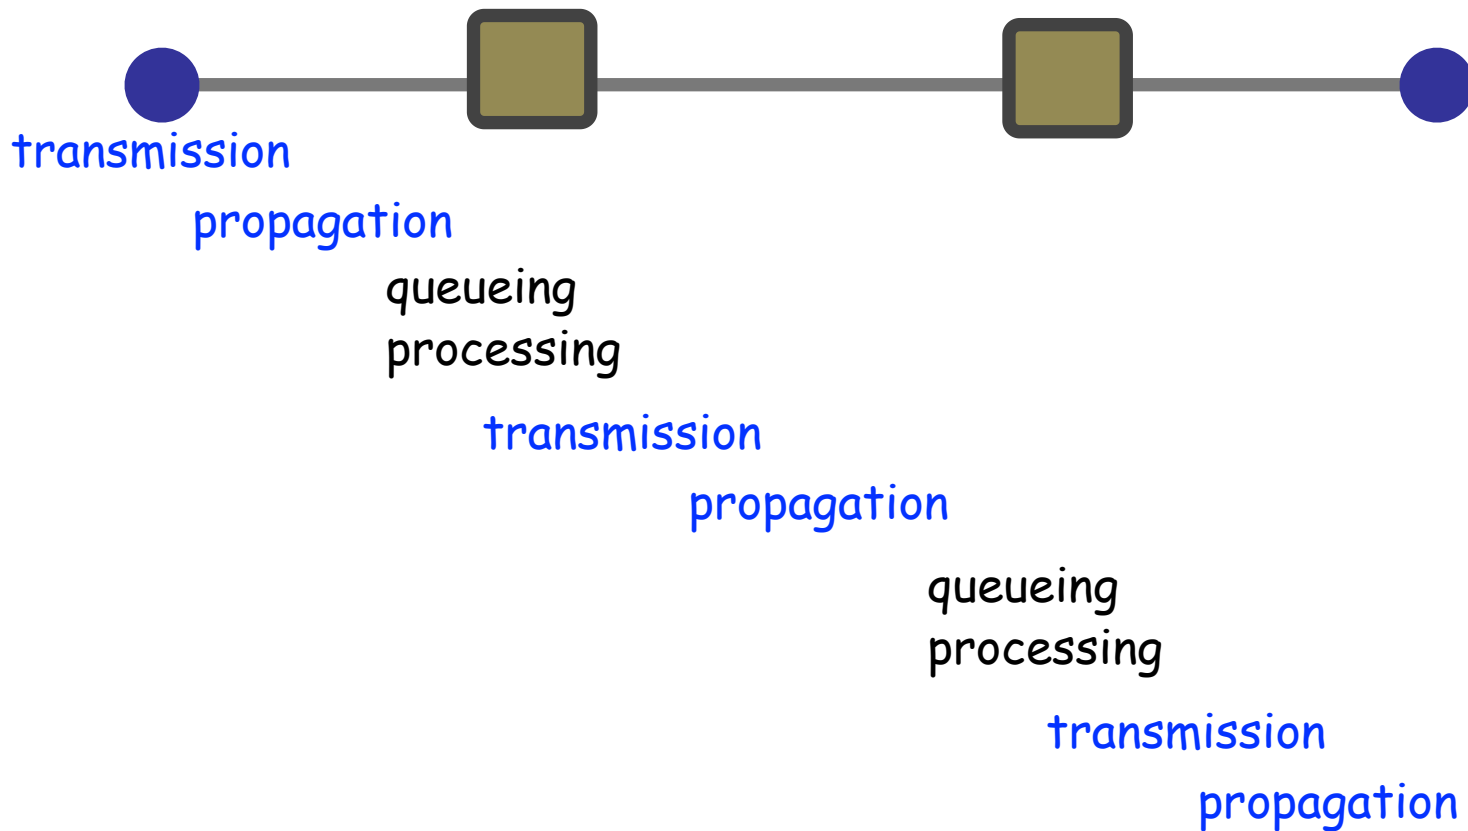 transmission
propagation
queueing
processing
transmission
propagation
queueing
processing
transmission
propagation